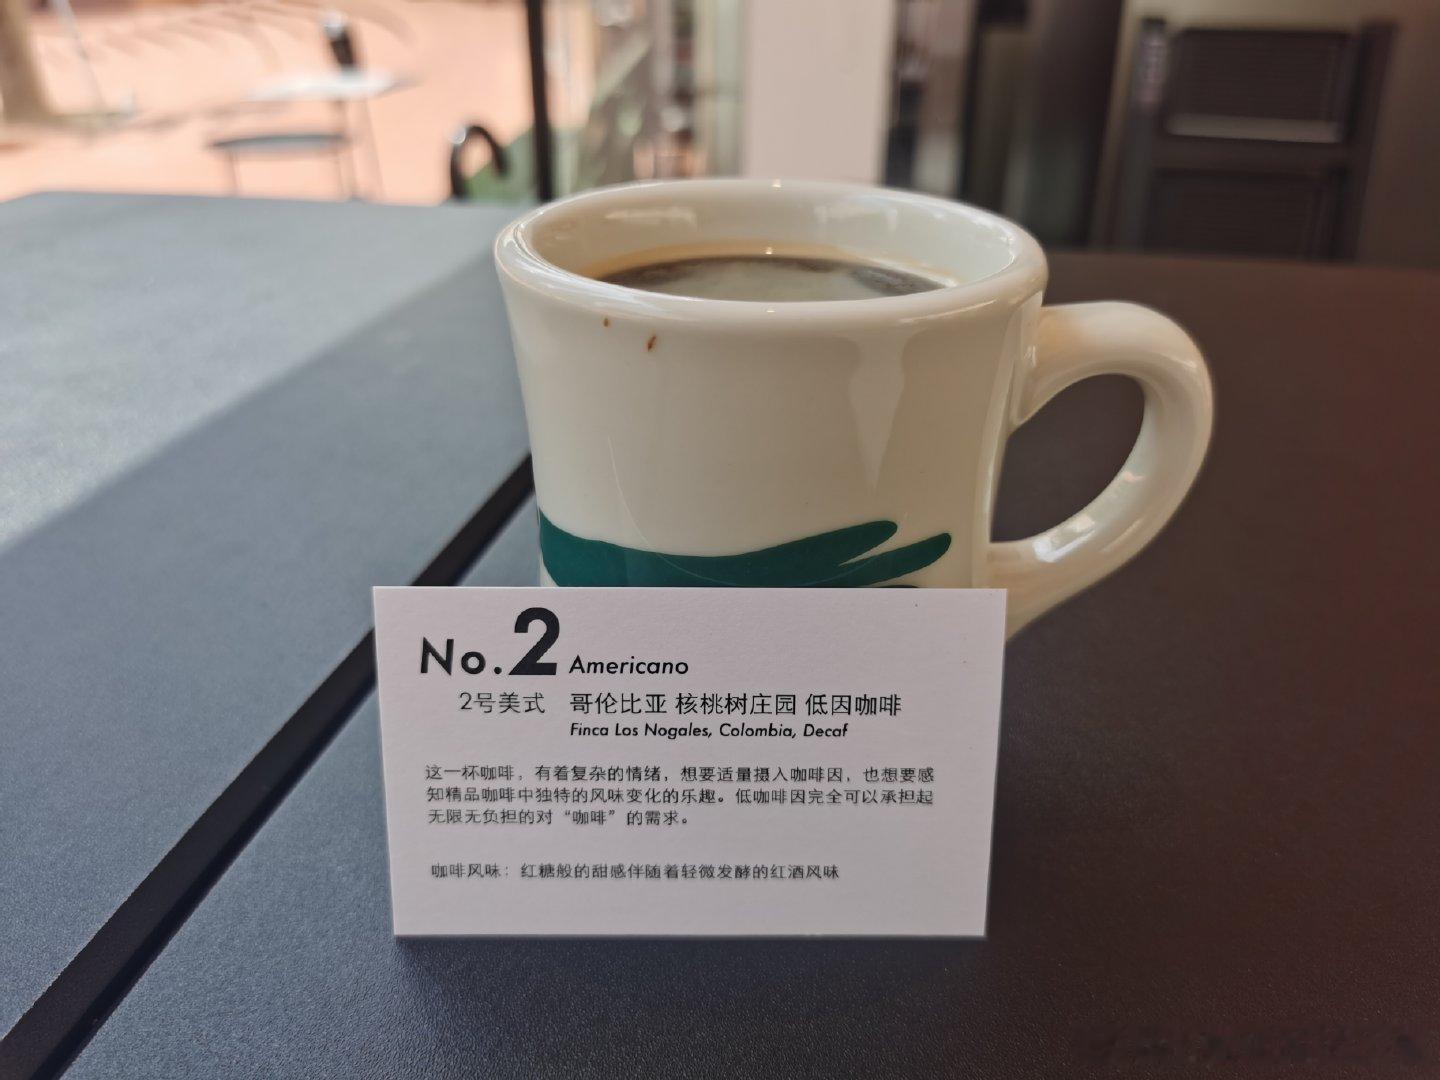 No.2 Americano
2号美式 哥伦比亚 核桃树庄园 低因咖啡
Finca Los Nogales, Colombia, Decaf
这一杯咖啡，有着复杂的情绪，想要适量摄入咖啡因，也想要感
知精品咖啡中独特的风味变化的乐趣。低咖啡因完全可以承担起
无限无负担的对“咖啡”的需求。
咖啡风味：红糖般的甜感伴随着轻微发酵的红酒风味